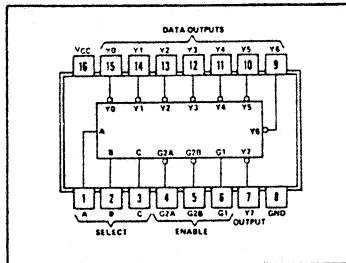 DATA OUTPUTS
VCC Y0 Y1 Y2 Y3 Y4 Y5 Y6
16 15 14 13 12 11 10 9
Y0 Y1 Y2 Y3 Y4 Y5
A Y6
B C G2A G2B G1 Y7
1 2 3 4 5 6 7 8
A B C G2A G2B G1 Y7 GND
SELECT ENABLE OUTPUT